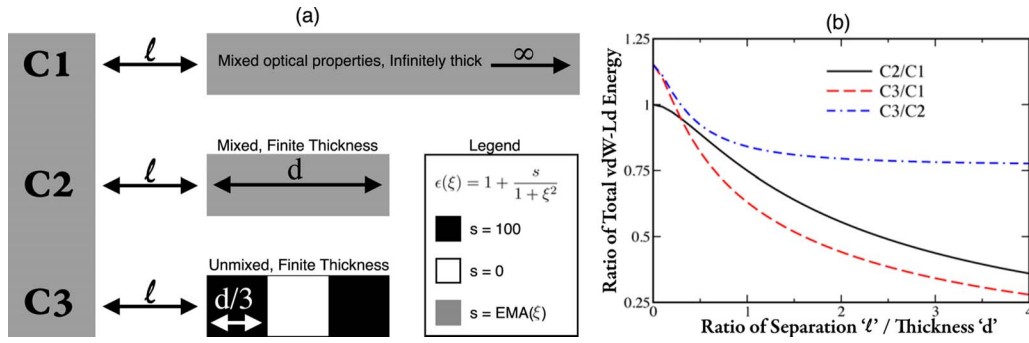 (a)
C1
ℓ
Mixed optical properties, Infinitely thick
∞
C2
ℓ
Mixed, Finite Thickness
d
C3
ℓ
Unmixed, Finite Thickness
d/3
Legend
ϵ(ξ) = 1 + s / (1 + ξ²)
s = 100
s = 0
s = EMA(ξ)
(b)
Ratio of Total vdW-Ld Energy
1.25
1
0.75
0.5
0.25
C2/C1
C3/C1
C3/C2
0 1 2 3 4
Ratio of Separation 'ℓ' / Thickness 'd'